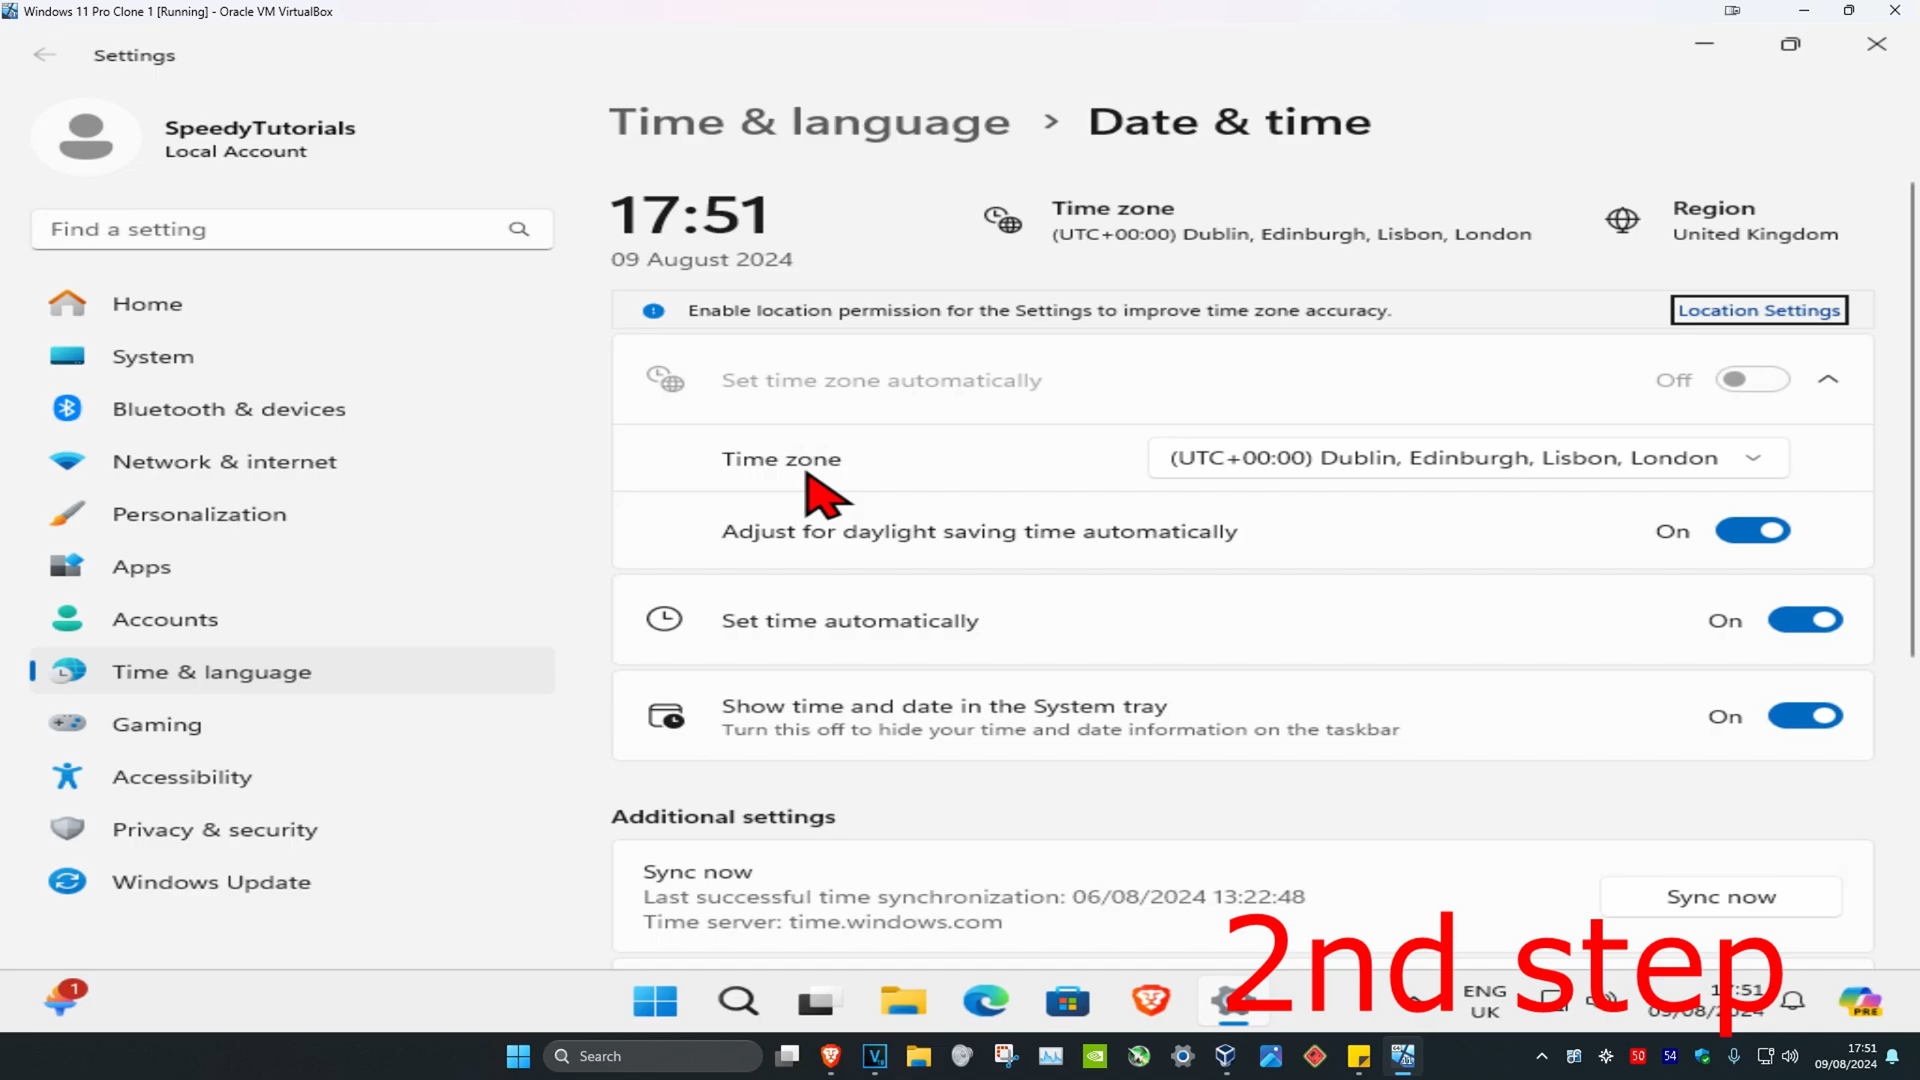 Windows 11 Pro Clone 1 [Running] - Oracle VM VirtualBox
Settings
SpeedyTutorials
Local Account
Find a setting
Home
System
Bluetooth & devices
Network & internet
Personalization
Apps
Accounts
Time & language
Gaming
Accessibility
Privacy & security
Windows Update
Time & language > Date & time
17:51
09 August 2024
Time zone
(UTC+00:00) Dublin, Edinburgh, Lisbon, London
Region
United Kingdom
Enable location permission for the Settings to improve time zone accuracy.
Location Settings
Set time zone automatically
Off
Time zone
(UTC+00:00) Dublin, Edinburgh, Lisbon, London
Adjust for daylight saving time automatically
On
Set time automatically
On
Show time and date in the System tray
Turn this off to hide your time and date information on the taskbar
On
Additional settings
Sync now
Last successful time synchronization: 06/08/2024 13:22:48
Time server: time.windows.com
Sync now
2nd step
1
ENG
UK
17:51
09/08/2024
PRE
Search
50
54
17:51
09/08/2024